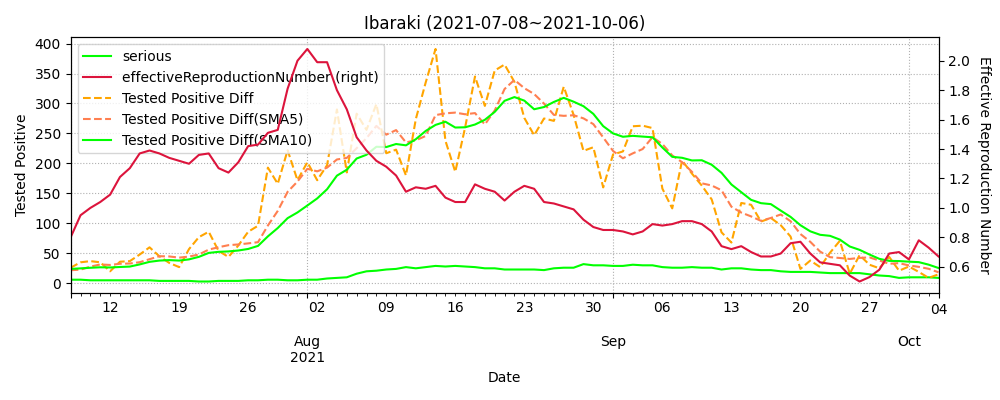 Ibaraki (2021-07-08~2021-10-06)
serious
effectiveReproductionNumber (right)
Tested Positive Diff
Tested Positive Diff(SMA5)
Tested Positive Diff(SMA10)
Tested Positive
400
350
300
250
200
150
100
50
0
2.0
1.8
1.6
1.4
1.2
1.0
0.8
0.6
Effective Reproduction Number
12 19 26 02 09 16 23 30 06 13 20 27 04
Aug Sep Oct
2021
Date